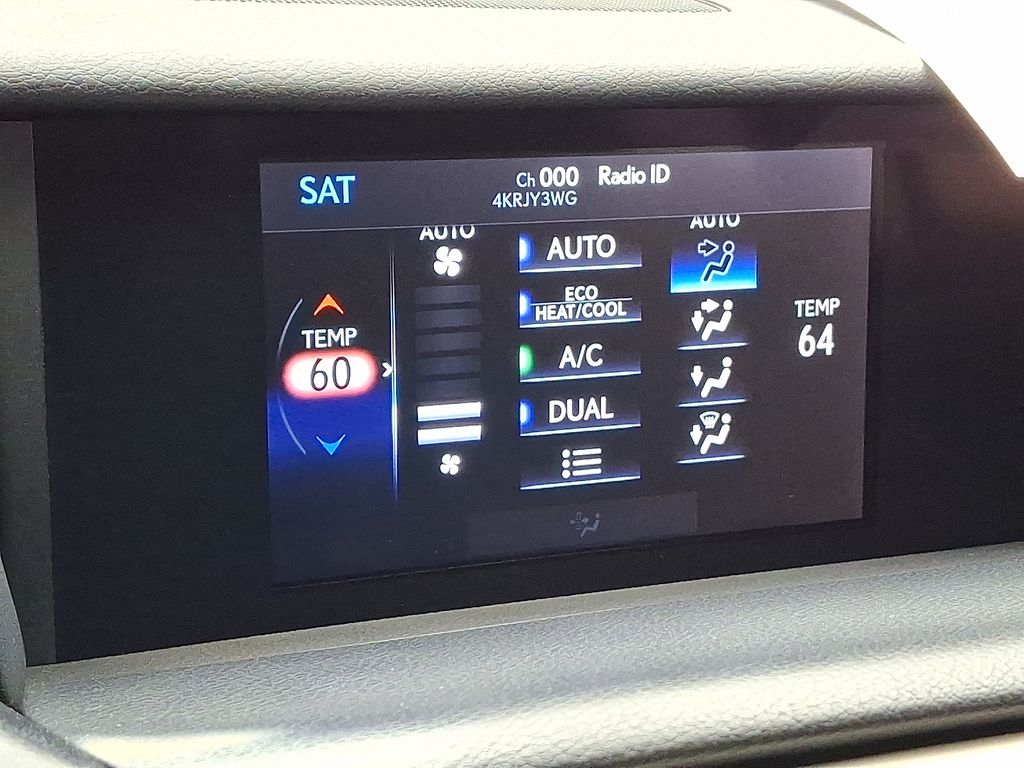 SAT
Ch 000 Radio ID
4KRJY3WG
AUTO
AUTO
AUTO
ECO
HEAT/COOL
A/C
DUAL
TEMP
60
TEMP
64